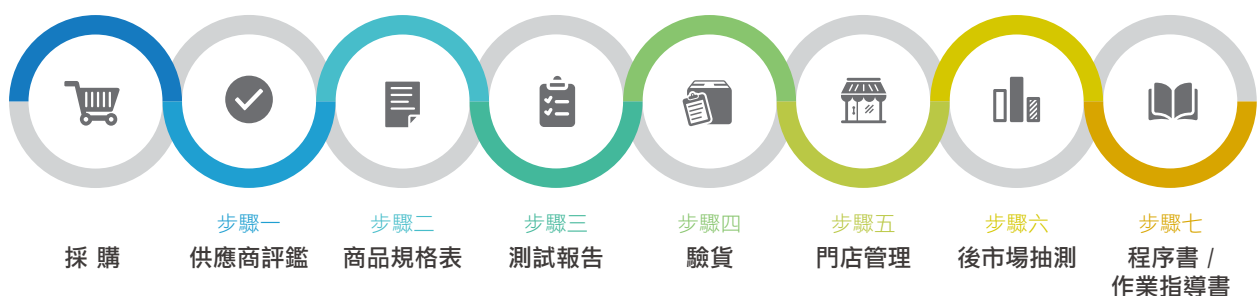 步驟一
步驟二
步驟三
步驟四
步驟五
步驟六
步驟七
採 購
供應商評鑑
商品規格表
測試報告
驗貨
門店管理
後市場抽測
程序書 /
作業指導書